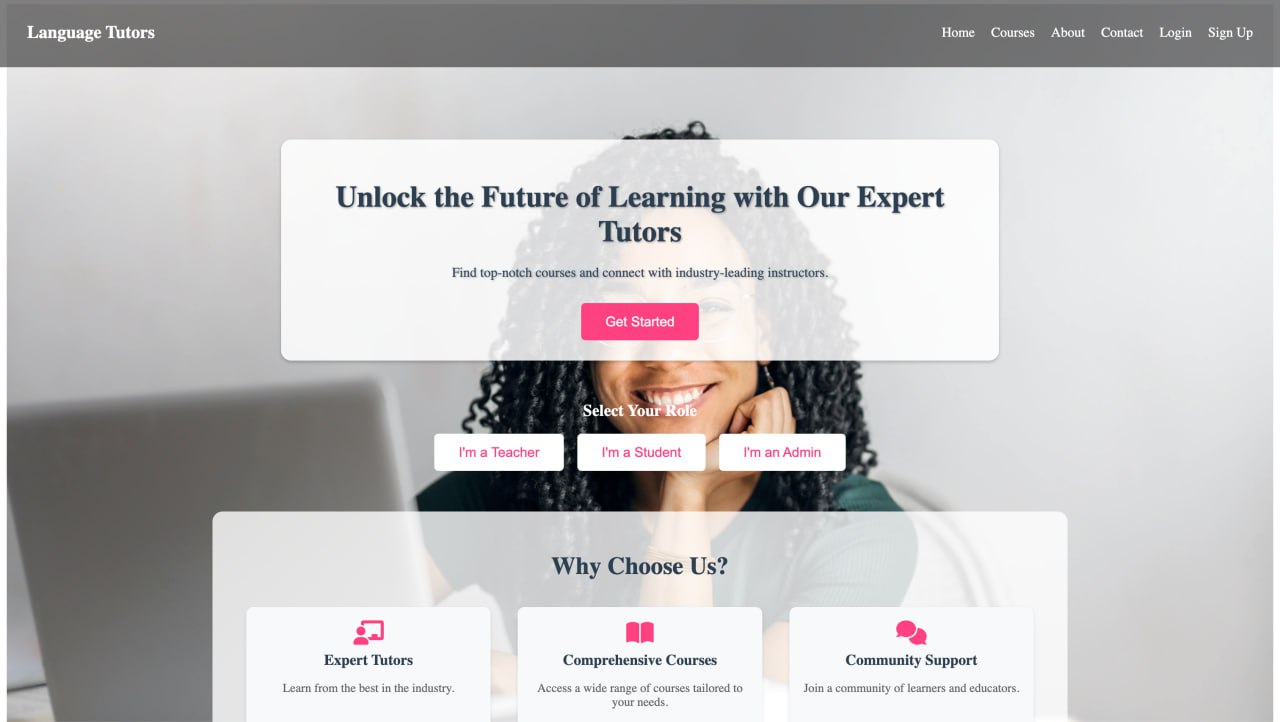 Language Tutors
Home Courses About Contact Login Sign Up
Unlock the Future of Learning with Our Expert
Tutors
Find top-notch courses and connect with industry-leading instructors.
Get Started
Select Your Role
I'm a Teacher I'm a Student I'm an Admin
Why Choose Us?
Expert Tutors
Learn from the best in the industry.
Comprehensive Courses
Access a wide range of courses tailored to
your needs.
Community Support
Join a community of learners and educators.